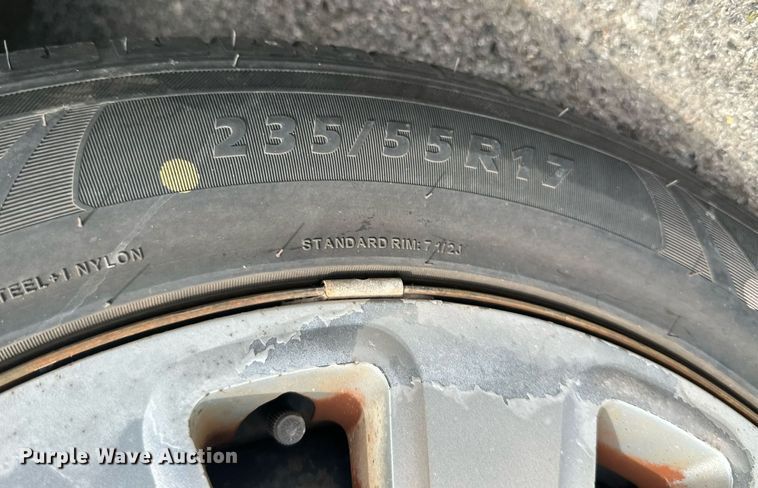 235/55R17
STANDARD RIM: 7 1/2J
TEEL+1 NYLON
Purple Wave Auction